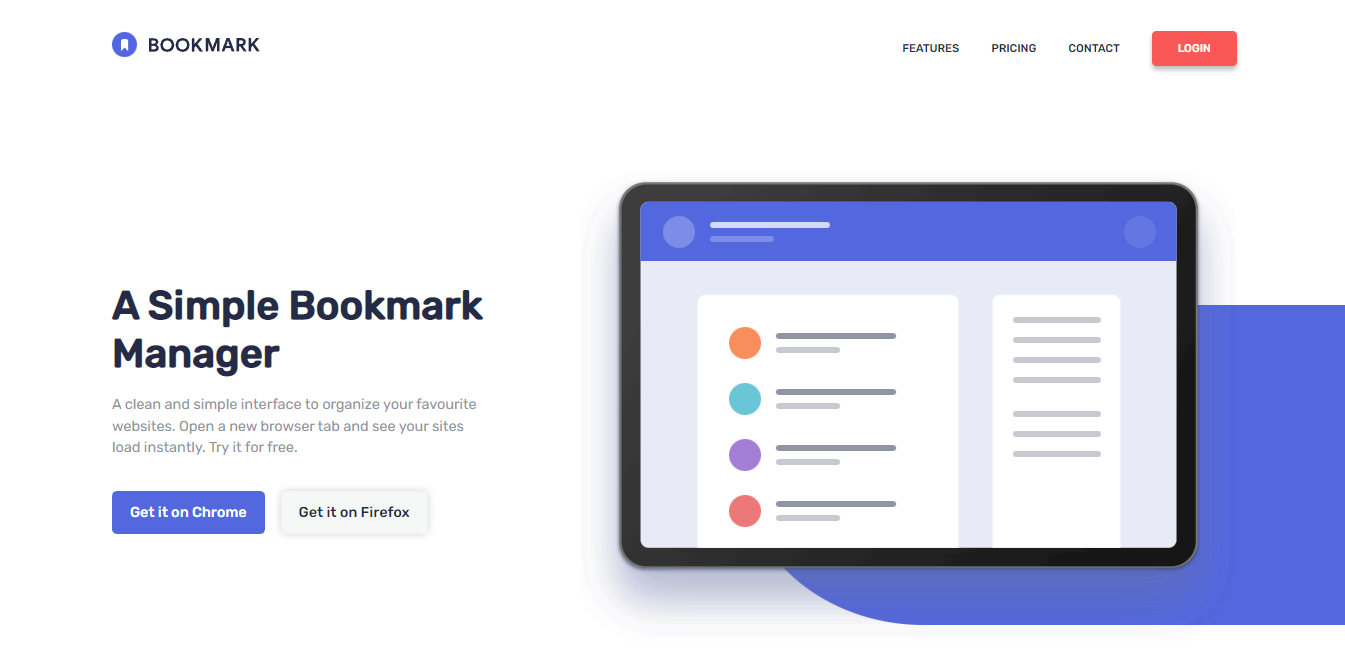 BOOKMARK
FEATURES
PRICING
CONTACT
LOGIN
A Simple Bookmark
Manager
A clean and simple interface to organize your favourite
websites. Open a new browser tab and see your sites
load instantly. Try it for free.
Get it on Chrome
Get it on Firefox